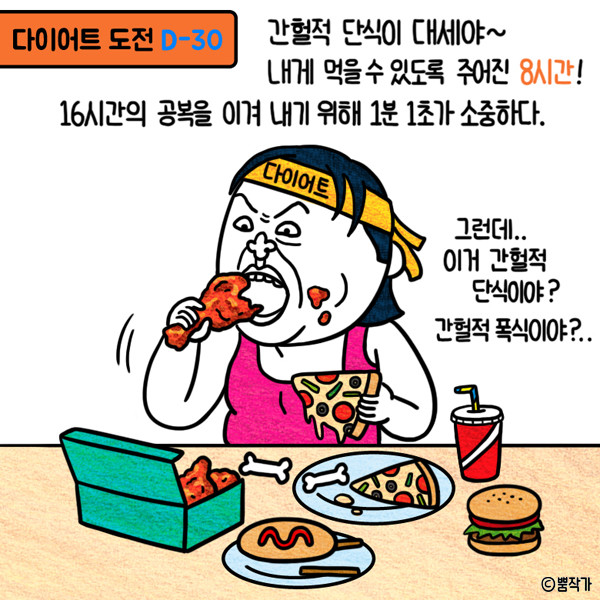 다이어트 도전 D-30
간헐적 단식이 대세야~
내게 먹을 수 있도록 주어진 8시간!
16시간의 공복을 이겨 내기 위해 1분 1초가 소중하다.
다이어트
그런데..
이거 간헐적
단식이야?
간헐적 폭식이야?..
©뿜작가